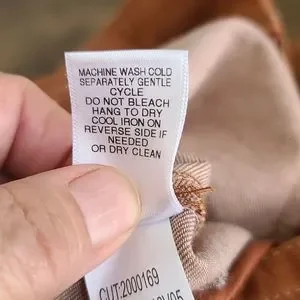 MACHINE WASH COLD
SEPARATELY GENTLE
CYCLE
DO NOT BLEACH
HANG TO DRY
COOL IRON ON
REVERSE SIDE IF
NEEDED
OR DRY CLEAN
CUT:2000169